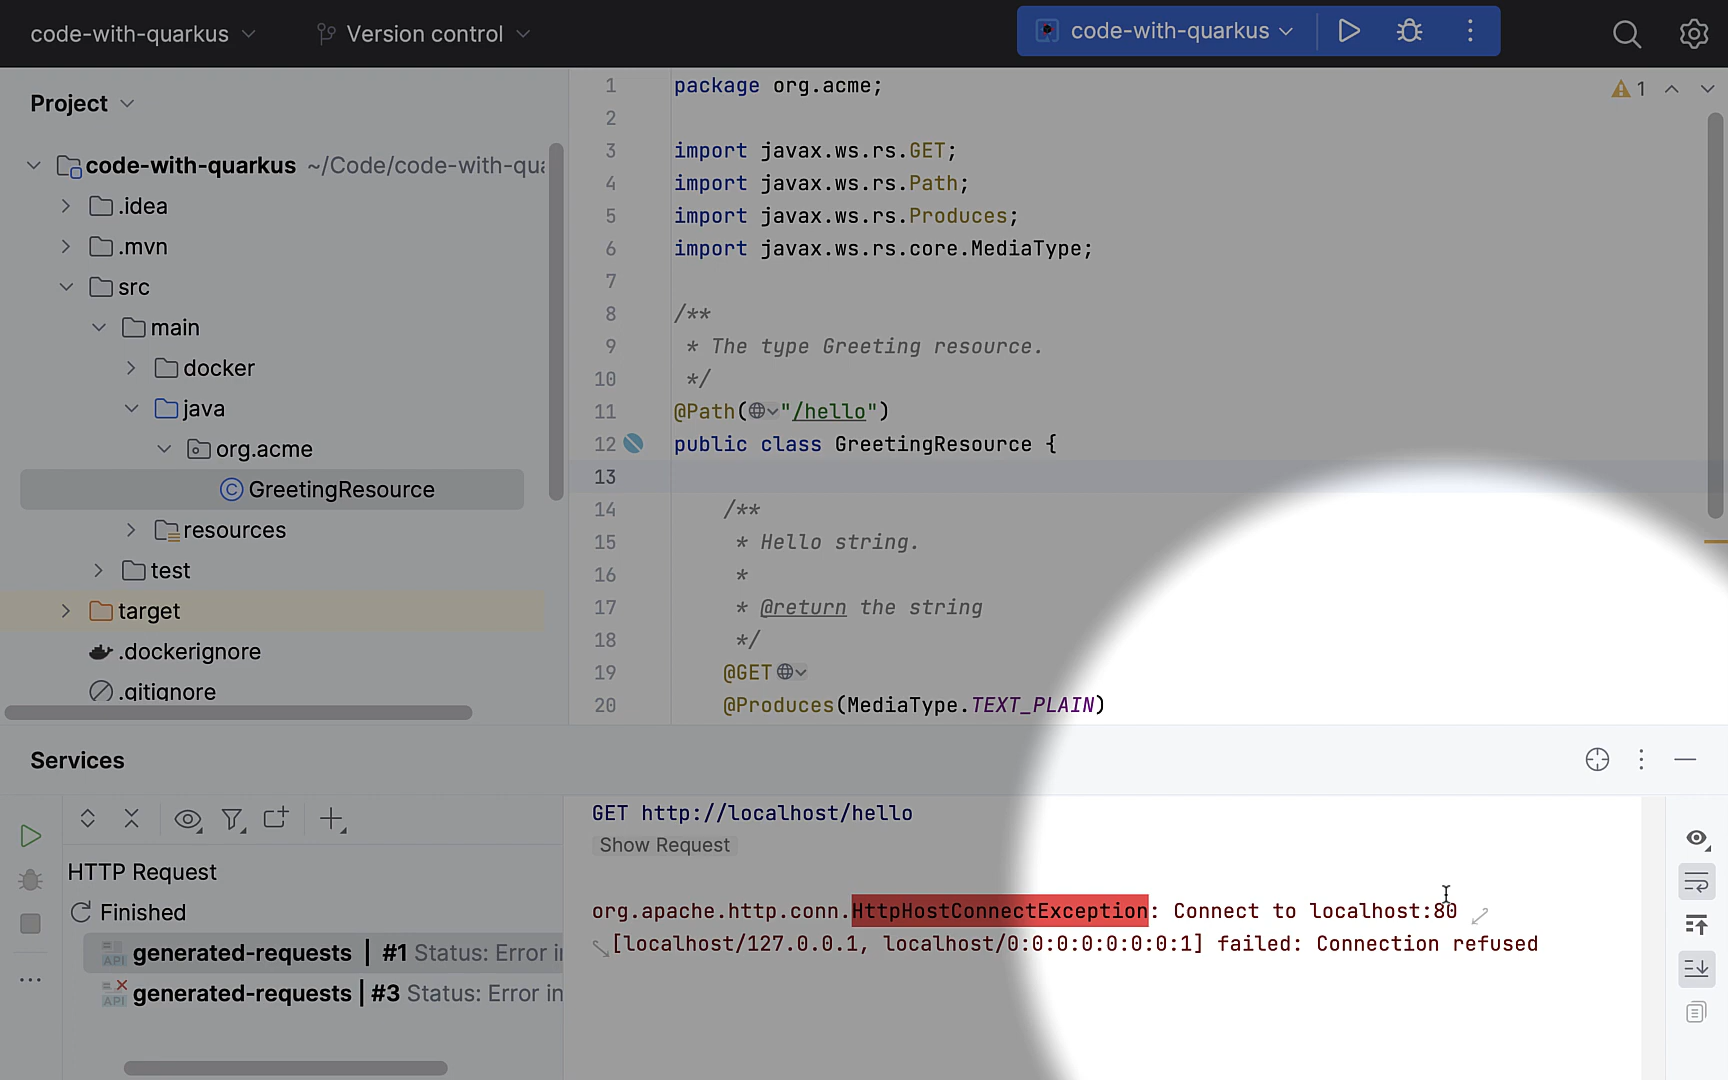 code-with-quarkus
Version control
code-with-quarkus
Project
code-with-quarkus ~/Code/code-with-qua
.idea
.mvn
src
main
docker
java
org.acme
GreetingResource
resources
test
target
.dockerignore
.gitignore
1 package org.acme;
2
3 import javax.ws.rs.GET;
4 import javax.ws.rs.Path;
5 import javax.ws.rs.Produces;
6 import javax.ws.rs.core.MediaType;
7
8 /**
9 * The type Greeting resource.
10 */
11 @Path("/hello")
12 public class GreetingResource {
13
14 /**
15 * Hello string.
16 *
17 * @return the string
18 */
19 @GET
20 @Produces(MediaType.TEXT_PLAIN)
1
Services
HTTP Request
Finished
API generated-requests | #1 Status: Error in
API generated-requests | #3 Status: Error in
GET http://localhost/hello
Show Request
org.apache.http.conn.HttpHostConnectException: Connect to localhost:80
[localhost/127.0.0.1, localhost/0:0:0:0:0:0:0:1] failed: Connection refused